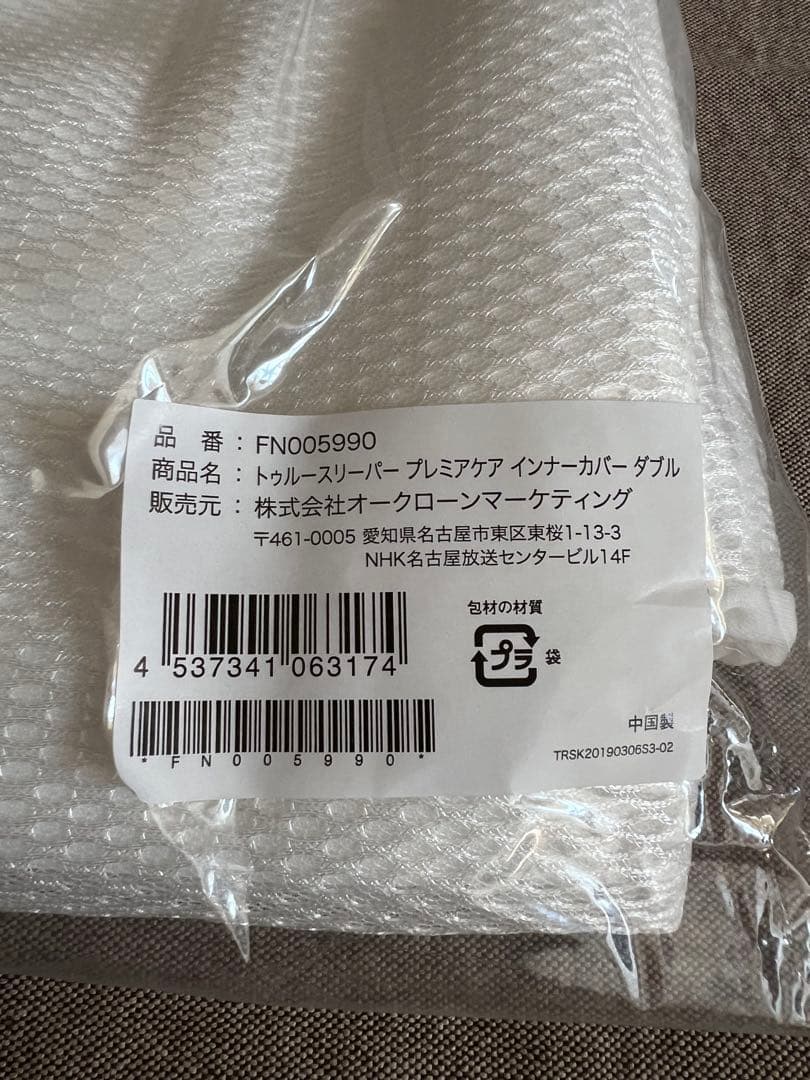 品 番 : FN005990
商品名 : トゥルースリーパー プレミアケア インナーカバー ダブル
販売元 : 株式会社オークローンマーケティング
〒461-0005 愛知県名古屋市東区東桜1-13-3
NHK名古屋放送センタービル14F
包材の材質
プラ 袋
4 537341 063174
*FN005990*
中国製
TRSK20190306S3-02